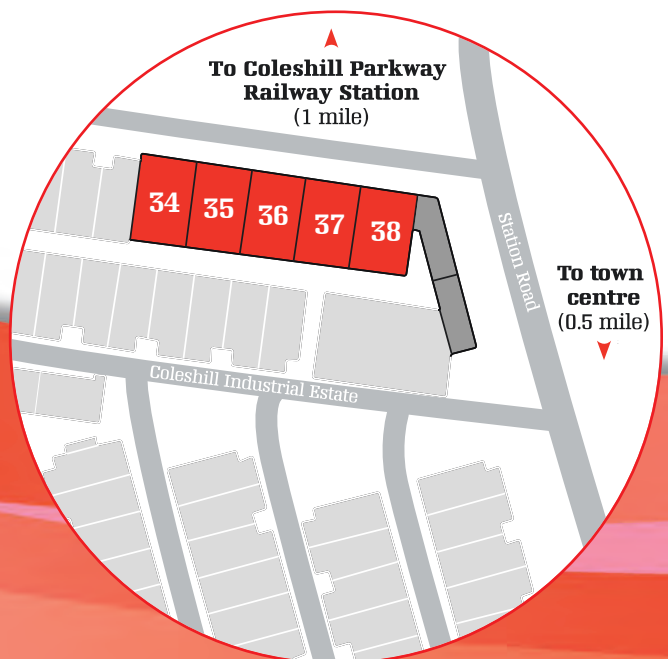 To Coleshill Parkway
Railway Station
(1 mile)
34
35
36
37
38
Station Road
To town
centre
(0.5 mile)
Coleshill Industrial Estate